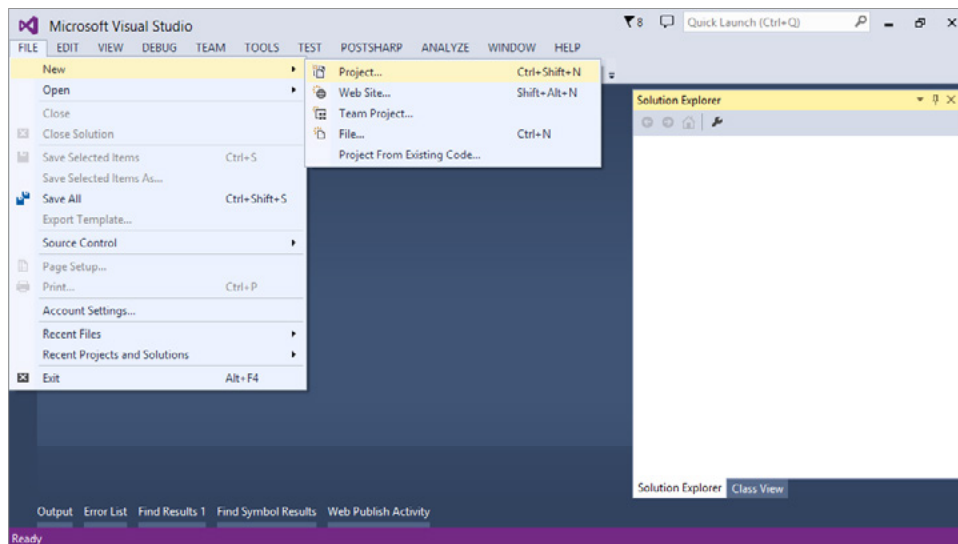 Microsoft Visual Studio
8
Quick Launch (Ctrl+Q)
FILE EDIT VIEW DEBUG TEAM TOOLS TEST POSTSHARP ANALYZE WINDOW HELP
New
Open
Close
Close Solution
Save Selected Items Ctrl+S
Save Selected Items As...
Save All Ctrl+Shift+S
Export Template...
Source Control
Page Setup...
Print... Ctrl+P
Account Settings...
Recent Files
Recent Projects and Solutions
Exit Alt+F4
Project... Ctrl+Shift+N
Web Site... Shift+Alt+N
Team Project...
File... Ctrl+N
Project From Existing Code...
Solution Explorer
Solution Explorer Class View
Output Error List Find Results 1 Find Symbol Results Web Publish Activity
Ready